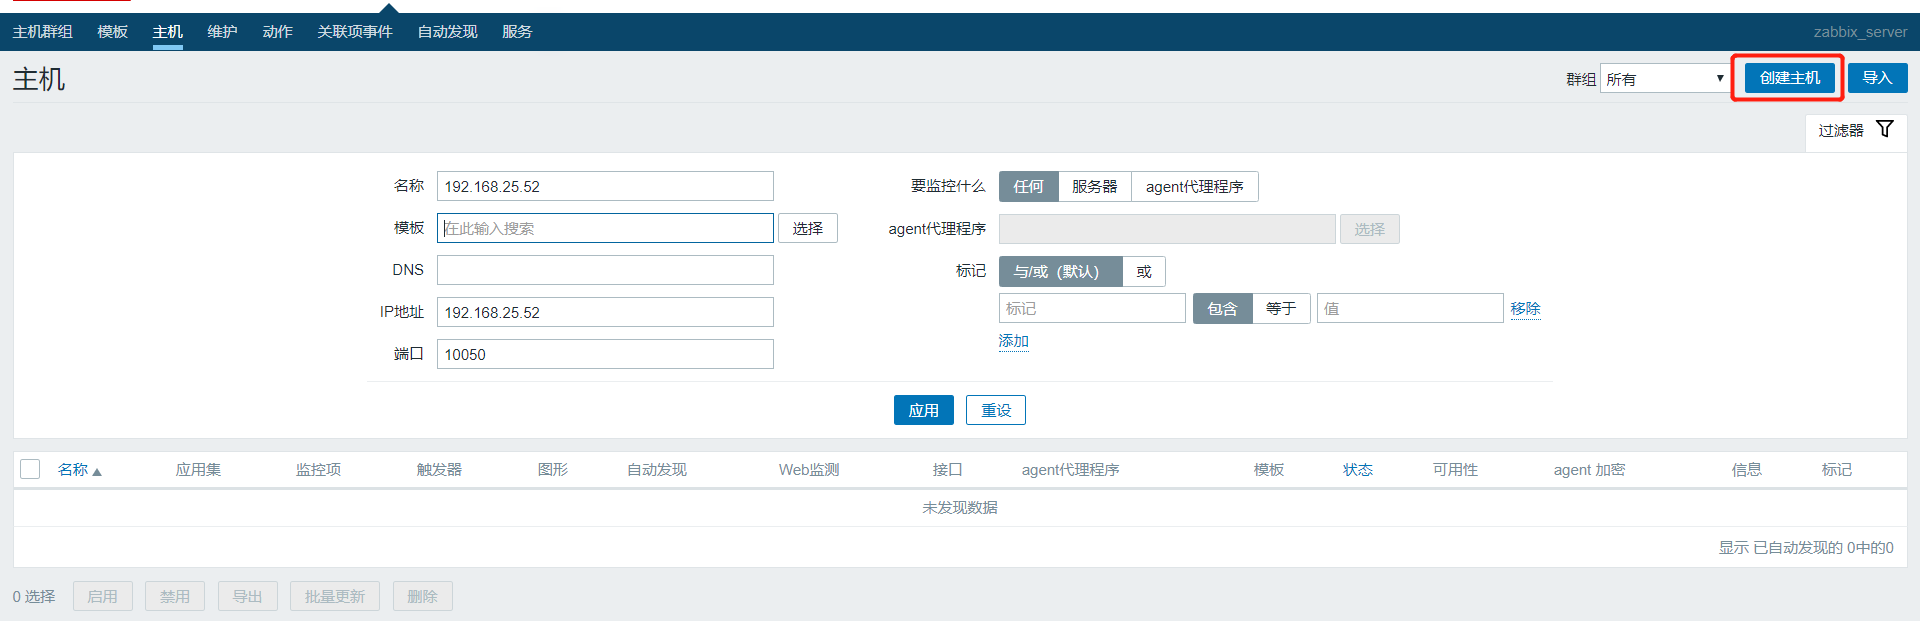 主机群组 模板 主机 维护 动作 关联项事件 自动发现 服务 zabbix_server
主机 群组 所有 创建主机 导入
过滤器
名称 192.168.25.52 要监控什么 任何 服务器 agent代理程序
模板 在此输入搜索 选择 agent代理程序 选择
DNS 标记 与/或（默认） 或
标记 包含 等于 值 移除
IP地址 192.168.25.52
添加
端口 10050
应用 重设
名称 应用集 监控项 触发器 图形 自动发现 Web监测 接口 agent代理程序 模板 状态 可用性 agent 加密 信息 标记
未发现数据
显示 已自动发现的 0中的0
0 选择 启用 禁用 导出 批量更新 删除